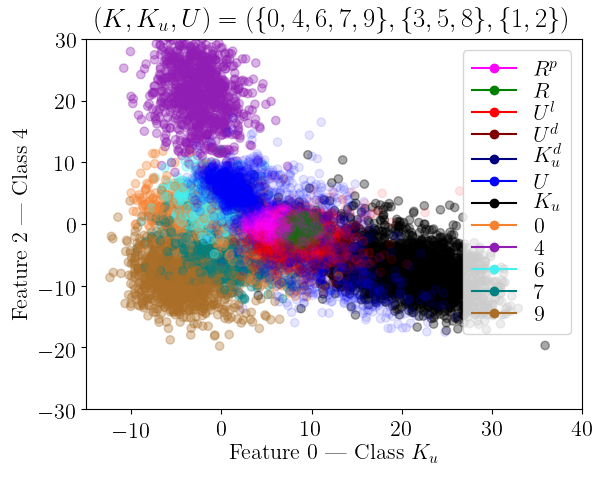 (K, K_u, U) = ({0, 4, 6, 7, 9}, {3, 5, 8}, {1, 2})
30
20
10
0
−10
−20
−30
Feature 2 — Class 4
R^p
R
U^l
U^d
K_u^d
U
K_u
0
4
6
7
9
−10
0
10
20
30
40
Feature 0 — Class K_u